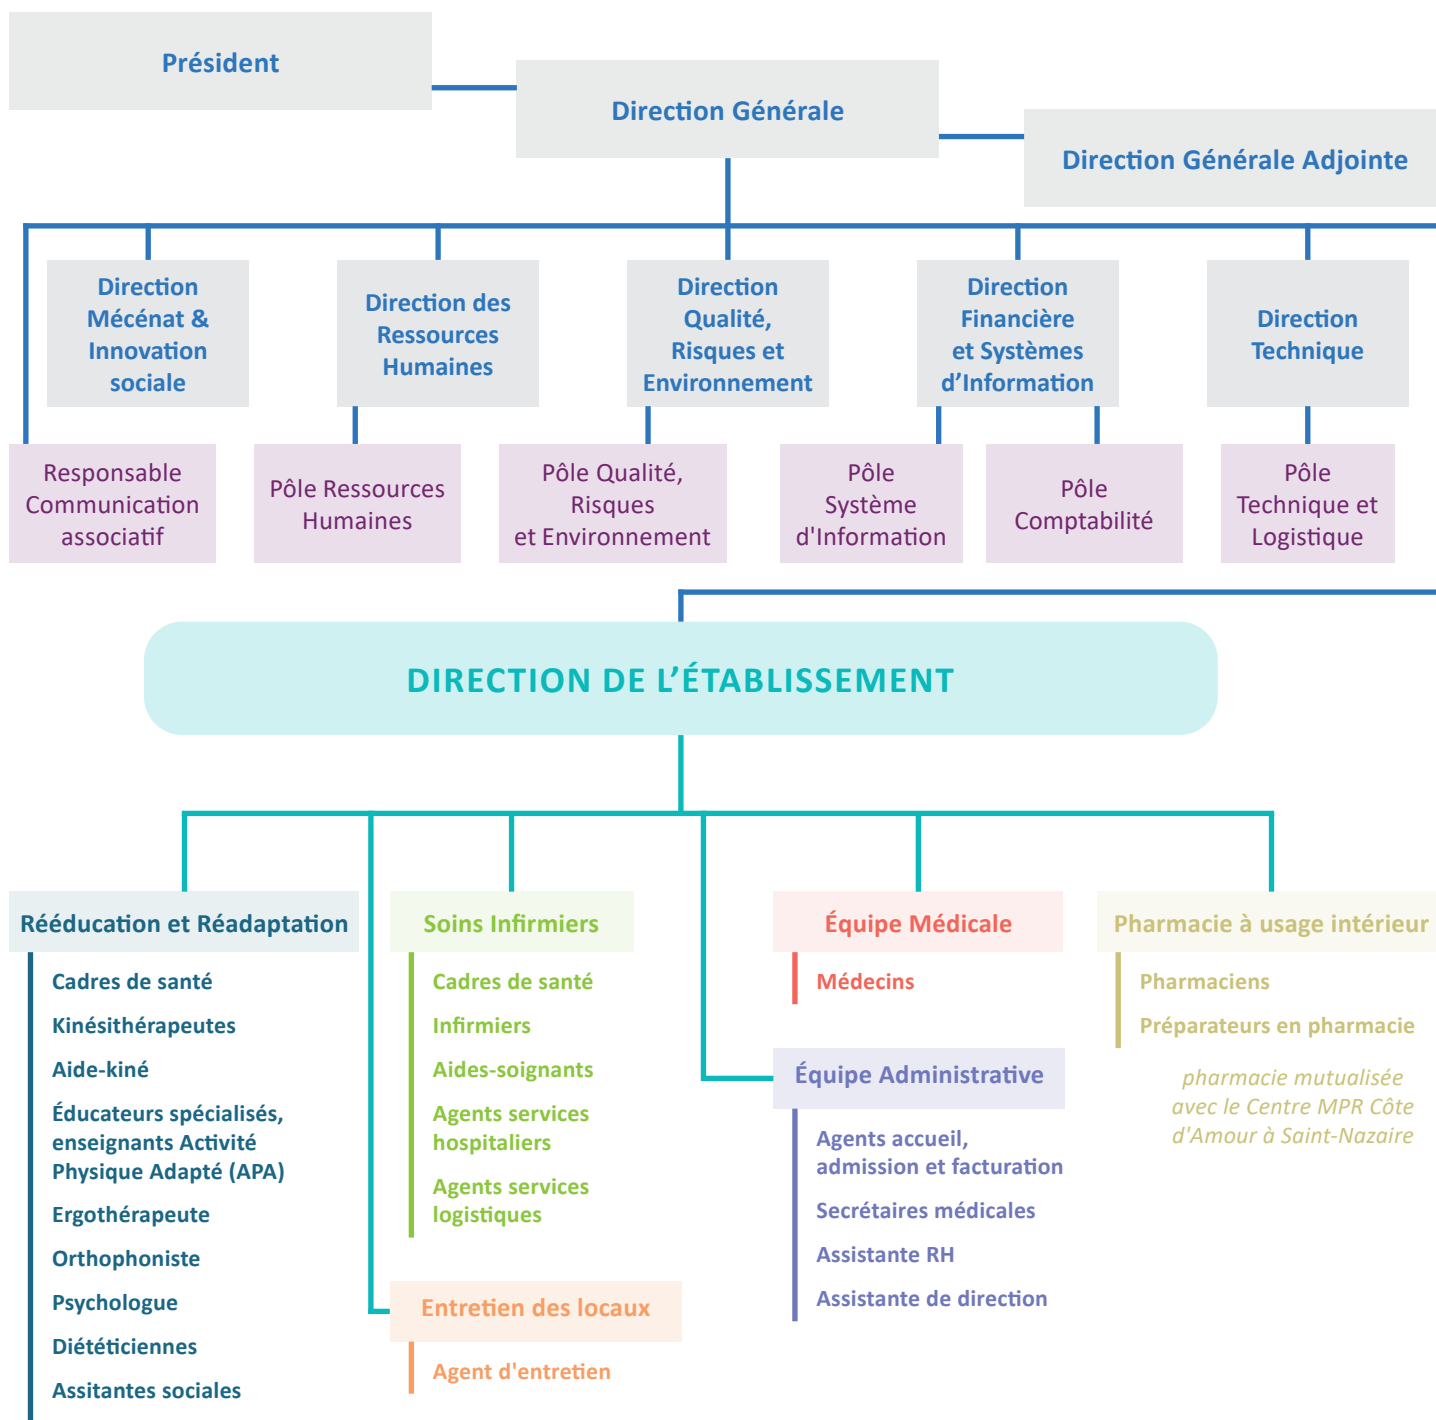 Président
Direction Générale
Direction Générale Adjointe
Direction
Mécénat &
Innovation
sociale
Direction des
Ressources
Humaines
Direction
Qualité,
Risques et
Environnement
Direction
Financière
et Systèmes
d’Information
Direction
Technique
Responsable
Communication
associatif
Pôle Ressources
Humaines
Pôle Qualité,
Risques
et Environnement
Pôle
Système
d'Information
Pôle
Comptabilité
Pôle
Technique et
Logistique
DIRECTION DE L’ÉTABLISSEMENT
Rééducation et Réadaptation
Cadres de santé
Kinésithérapeutes
Aide-kiné
Éducateurs spécialisés,
enseignants Activité
Physique Adapté (APA)
Ergothérapeute
Orthophoniste
Psychologue
Diététiciennes
Assitantes sociales
Soins Infirmiers
Cadres de santé
Infirmiers
Aides-soignants
Agents services
hospitaliers
Agents services
logistiques
Entretien des locaux
Agent d'entretien
Équipe Médicale
Médecins
Équipe Administrative
Agents accueil,
admission et facturation
Secrétaires médicales
Assistante RH
Assistante de direction
Pharmacie à usage intérieur
Pharmaciens
Préparateurs en pharmacie
pharmacie mutualisée
avec le Centre MPR Côte
d'Amour à Saint-Nazaire